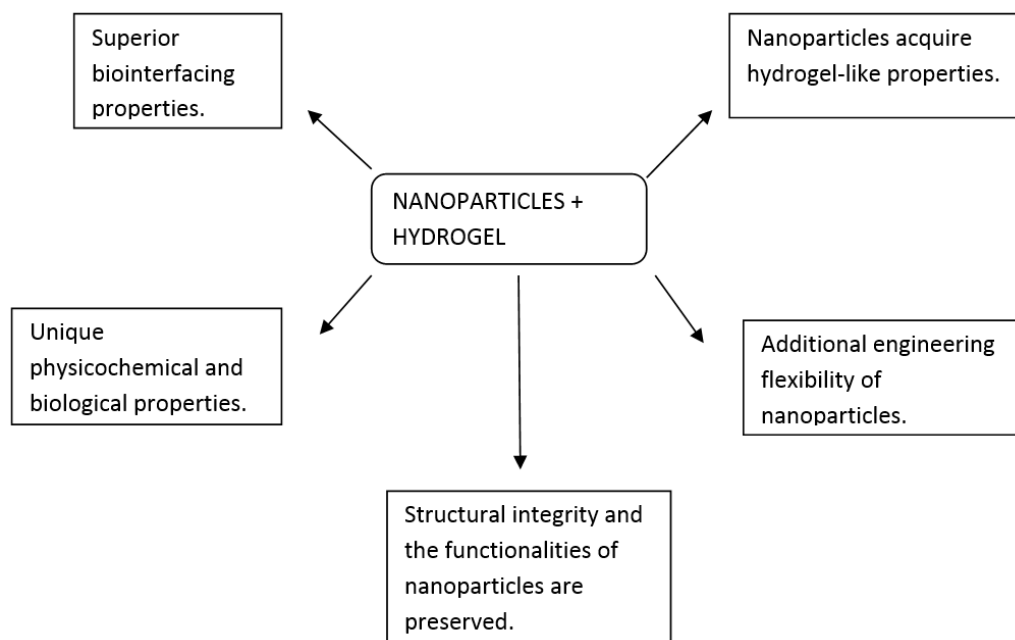 Superior
biointerfacing
properties.
Nanoparticles acquire
hydrogel-like properties.
NANOPARTICLES +
HYDROGEL
Unique
physicochemical and
biological properties.
Additional engineering
flexibility of
nanoparticles.
Structural integrity and
the functionalities of
nanoparticles are
preserved.